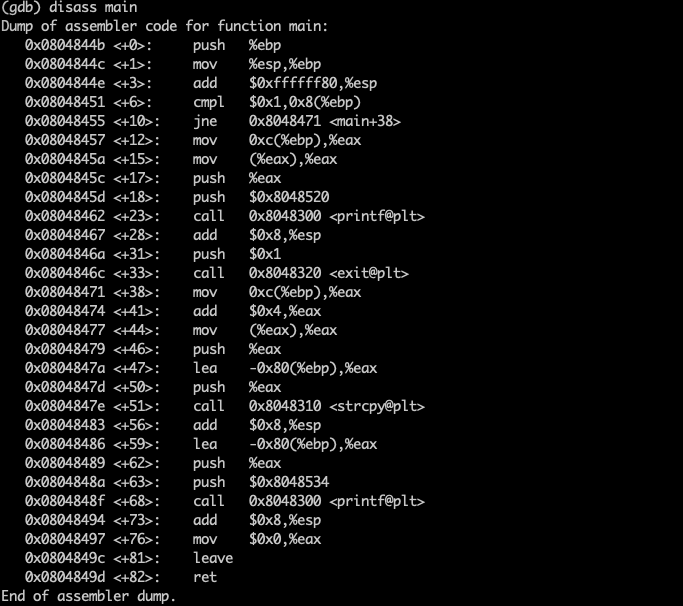 (gdb) disass main
Dump of assembler code for function main:
   0x0804844b <+0>:     push   %ebp
   0x0804844c <+1>:     mov    %esp,%ebp
   0x0804844e <+3>:     add    $0xffffff80,%esp
   0x08048451 <+6>:     cmpl   $0x1,0x8(%ebp)
   0x08048455 <+10>:    jne    0x8048471 <main+38>
   0x08048457 <+12>:    mov    0xc(%ebp),%eax
   0x0804845a <+15>:    mov    (%eax),%eax
   0x0804845c <+17>:    push   %eax
   0x0804845d <+18>:    push   $0x8048520
   0x08048462 <+23>:    call   0x8048300 <printf@plt>
   0x08048467 <+28>:    add    $0x8,%esp
   0x0804846a <+31>:    push   $0x1
   0x0804846c <+33>:    call   0x8048320 <exit@plt>
   0x08048471 <+38>:    mov    0xc(%ebp),%eax
   0x08048474 <+41>:    add    $0x4,%eax
   0x08048477 <+44>:    mov    (%eax),%eax
   0x08048479 <+46>:    push   %eax
   0x0804847a <+47>:    lea    -0x80(%ebp),%eax
   0x0804847d <+50>:    push   %eax
   0x0804847e <+51>:    call   0x8048310 <strcpy@plt>
   0x08048483 <+56>:    add    $0x8,%esp
   0x08048486 <+59>:    lea    -0x80(%ebp),%eax
   0x08048489 <+62>:    push   %eax
   0x0804848a <+63>:    push   $0x8048534
   0x0804848f <+68>:    call   0x8048300 <printf@plt>
   0x08048494 <+73>:    add    $0x8,%esp
   0x08048497 <+76>:    mov    $0x0,%eax
   0x0804849c <+81>:    leave
   0x0804849d <+82>:    ret
End of assembler dump.